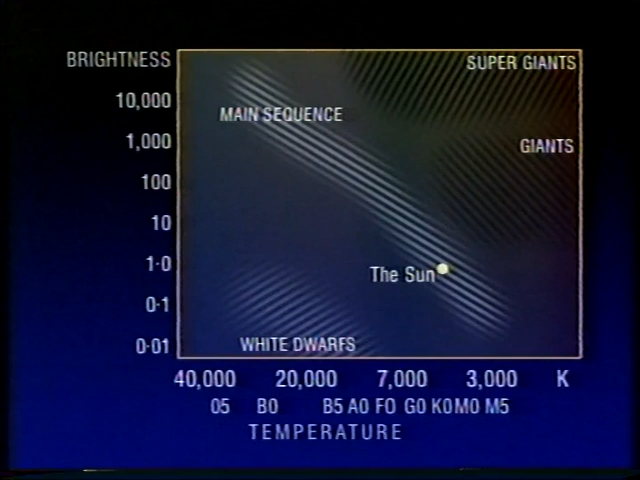 BRIGHTNESS
SUPER GIANTS
10,000
MAIN SEQUENCE
1,000
GIANTS
100
10
1·0
The Sun
0·1
0·01
WHITE DWARFS
40,000 20,000 7,000 3,000 K
05 B0 B5 A0 F0 G0 K0 M0 M5
TEMPERATURE